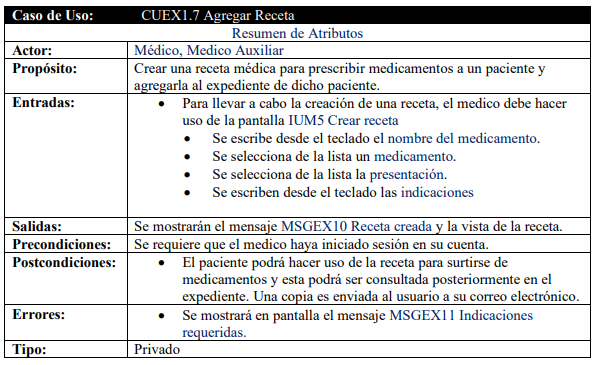 Caso de Uso: CUEX1.7 Agregar Receta
Resumen de Atributos
Actor: Médico, Medico Auxiliar
Propósito: Crear una receta médica para prescribir medicamentos a un paciente y
agregarla al expediente de dicho paciente.
Entradas: • Para llevar a cabo la creación de una receta, el medico debe hacer
uso de la pantalla IUM5 Crear receta
• Se escribe desde el teclado el nombre del medicamento.
• Se selecciona de la lista un medicamento.
• Se selecciona de la lista la presentación.
• Se escriben desde el teclado las indicaciones
Salidas: Se mostrarán el mensaje MSGEX10 Receta creada y la vista de la receta.
Precondiciones: Se requiere que el medico haya iniciado sesión en su cuenta.
Postcondiciones: • El paciente podrá hacer uso de la receta para surtirse de
medicamentos y esta podrá ser consultada posteriormente en el
expediente. Una copia es enviada al usuario a su correo electrónico.
Errores: • Se mostrará en pantalla el mensaje MSGEX11 Indicaciones
requeridas.
Tipo: Privado